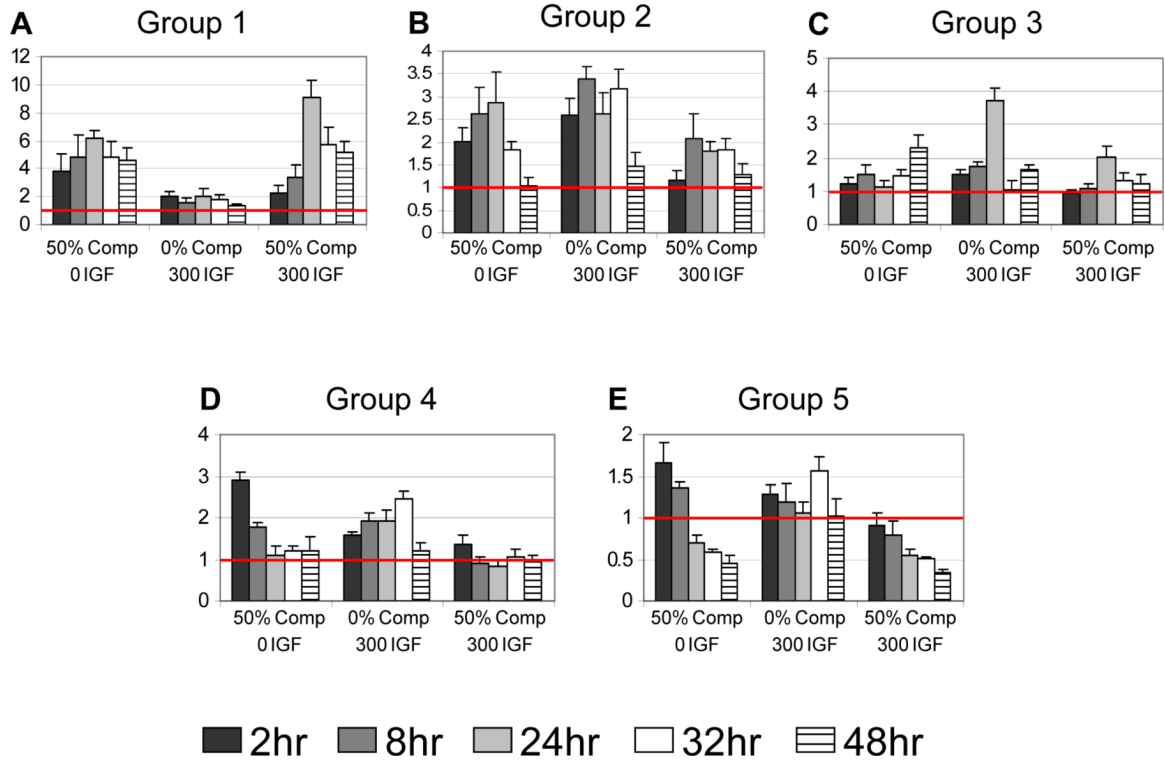 A Group 1
12
10
8
6
4
2
0
50% Comp 0% Comp 50% Comp
0 IGF 300 IGF 300 IGF
B Group 2
4
3.5
3
2.5
2
1.5
1
0.5
0
50% Comp 0% Comp 50% Comp
0 IGF 300 IGF 300 IGF
C Group 3
5
4
3
2
1
0
50% Comp 0% Comp 50% Comp
0 IGF 300 IGF 300 IGF
D Group 4
4
3
2
1
0
50% Comp 0% Comp 50% Comp
0 IGF 300 IGF 300 IGF
E Group 5
2
1.5
1
0.5
0
50% Comp 0% Comp 50% Comp
0 IGF 300 IGF 300 IGF
2hr 8hr 24hr 32hr 48hr